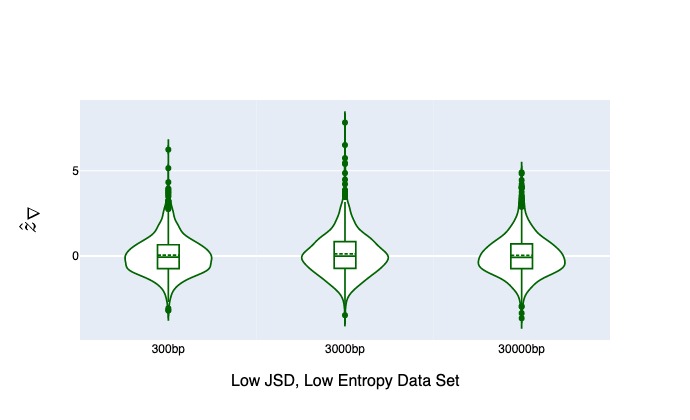 5
0
ẑ∇
300bp
3000bp
30000bp
Low JSD, Low Entropy Data Set